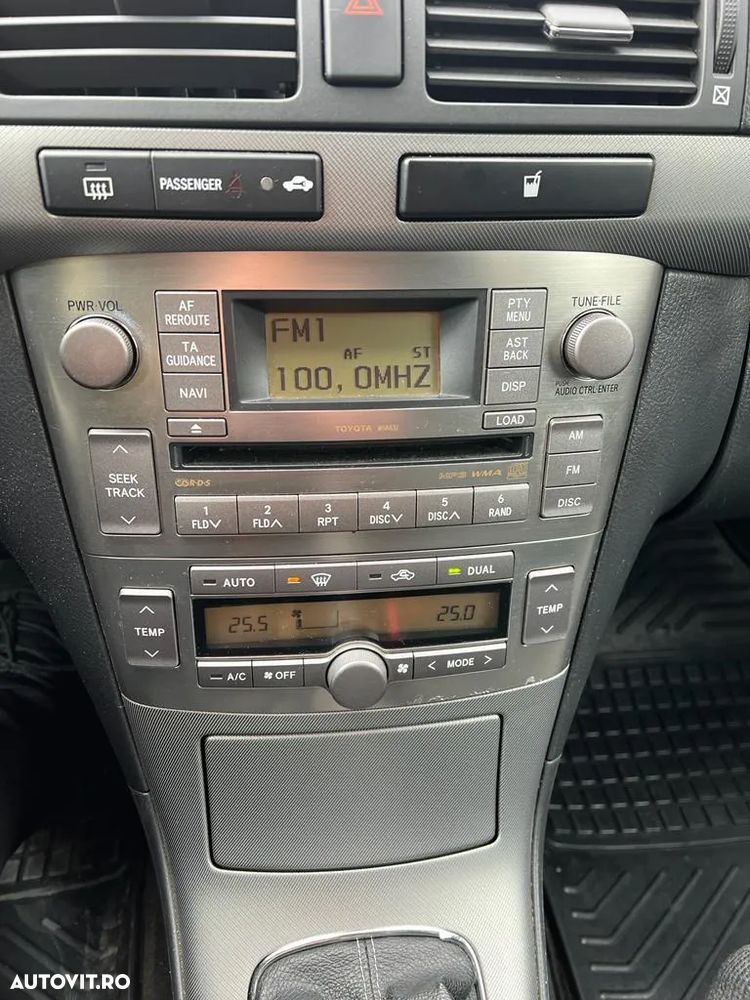 PASSENGER
PWR·VOL
AF
REROUTE
TA
GUIDANCE
NAVI
FM1
AF ST
100,0MHZ
PTY
MENU
AST
BACK
DISP
TUNE·FILE
PUSH
AUDIO CTRL ENTER
TOYOTA
LOAD
SEEK
TRACK
R·D·S
MP3 WMA
AM
FM
DISC
1
FLD
2
FLD
3
RPT
4
DISC
5
DISC
6
RAND
AUTO
DUAL
TEMP
25.5
25.0
TEMP
A/C
OFF
< MODE >
AUTOVIT.RO